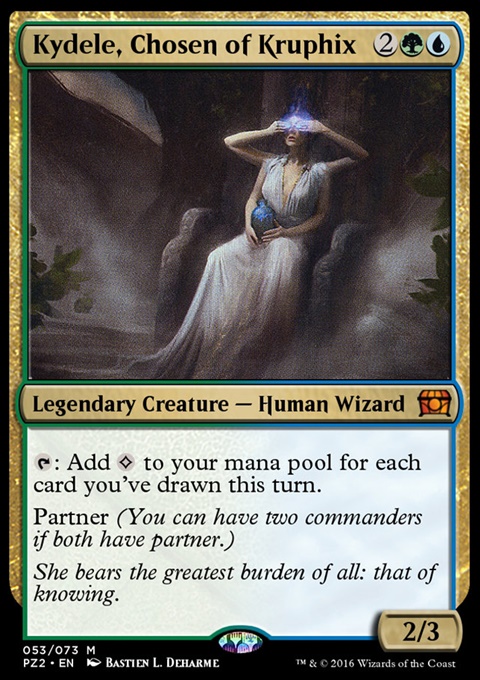 Kydele, Chosen of Kruphix 2
Legendary Creature — Human Wizard
: Add ◇ to your mana pool for each
card you've drawn this turn.
Partner (You can have two commanders
if both have partner.)
She bears the greatest burden of all: that of
knowing.
2/3
053/073 M
PZ2 • EN Bastien L. Deharme
™ & © 2016 Wizards of the Coast